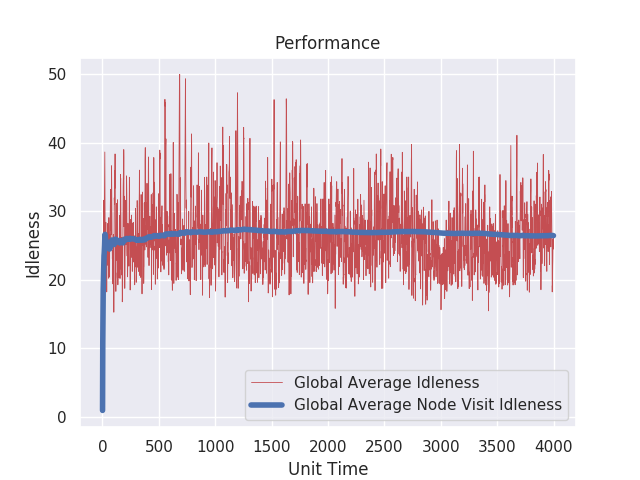 Performance
50
40
30
20
10
0
Idleness
Global Average Idleness
Global Average Node Visit Idleness
0 500 1000 1500 2000 2500 3000 3500 4000
Unit Time